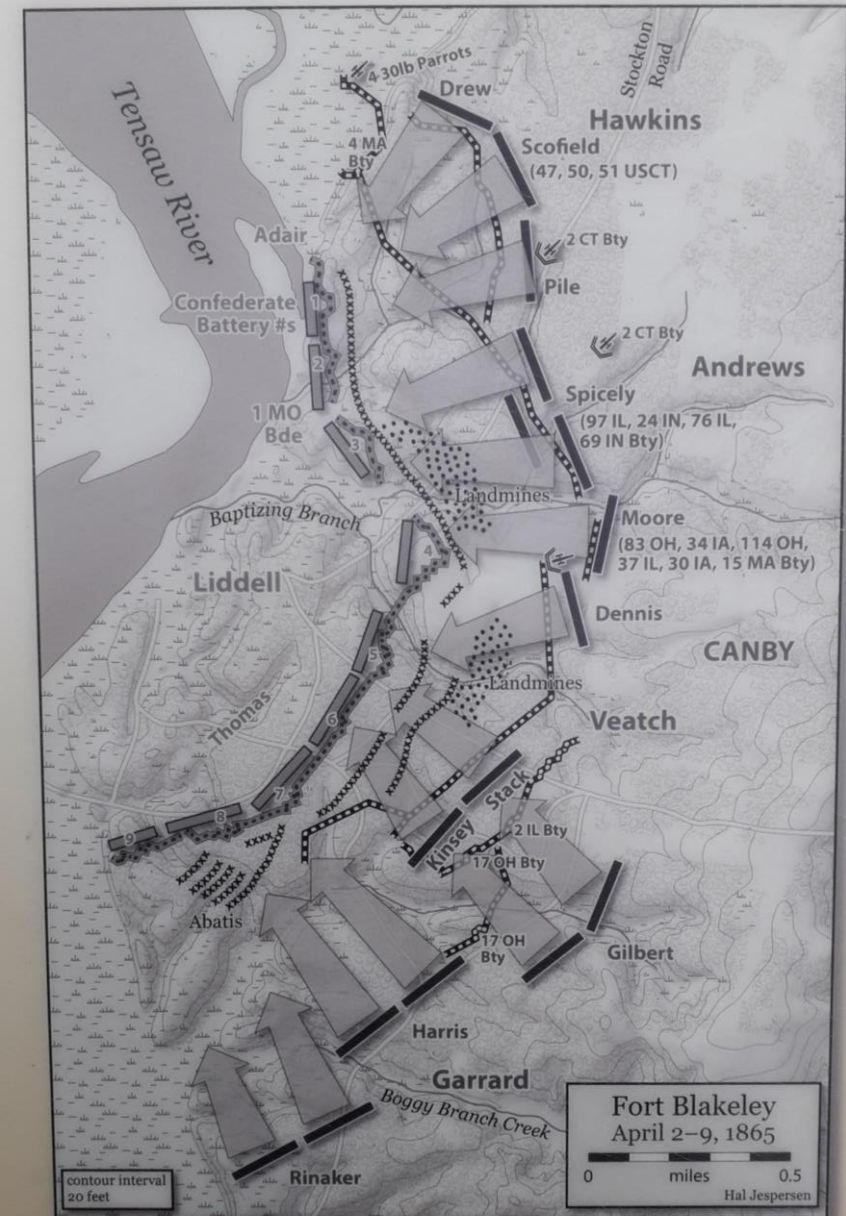 4 30lb Parrots
Drew
Stockton
Road
Hawkins
Scofield
(47, 50, 51 USCT)
4 MA
Bty
Tensaw River
Adair
2 CT Bty
Pile
Confederate
Battery #s
1
2
2 CT Bty
Andrews
Spicely
(97 IL, 24 IN, 76 IL,
69 IN Bty)
1 MO
Bde
3
Landmines
Baptizing Branch
Moore
(83 OH, 34 IA, 114 OH,
37 IL, 30 IA, 15 MA Bty)
4
Liddell
Dennis
CANBY
5
Landmines
Thomas
6
Veatch
7
Stack
8
9
Kinsey
2 IL Bty
17 OH Bty
Abatis
17 OH
Bty
Gilbert
Harris
Garrard
Boggy Branch Creek
Rinaker
Fort Blakeley
April 2–9, 1865
0 miles 0.5
Hal Jespersen
contour interval
20 feet